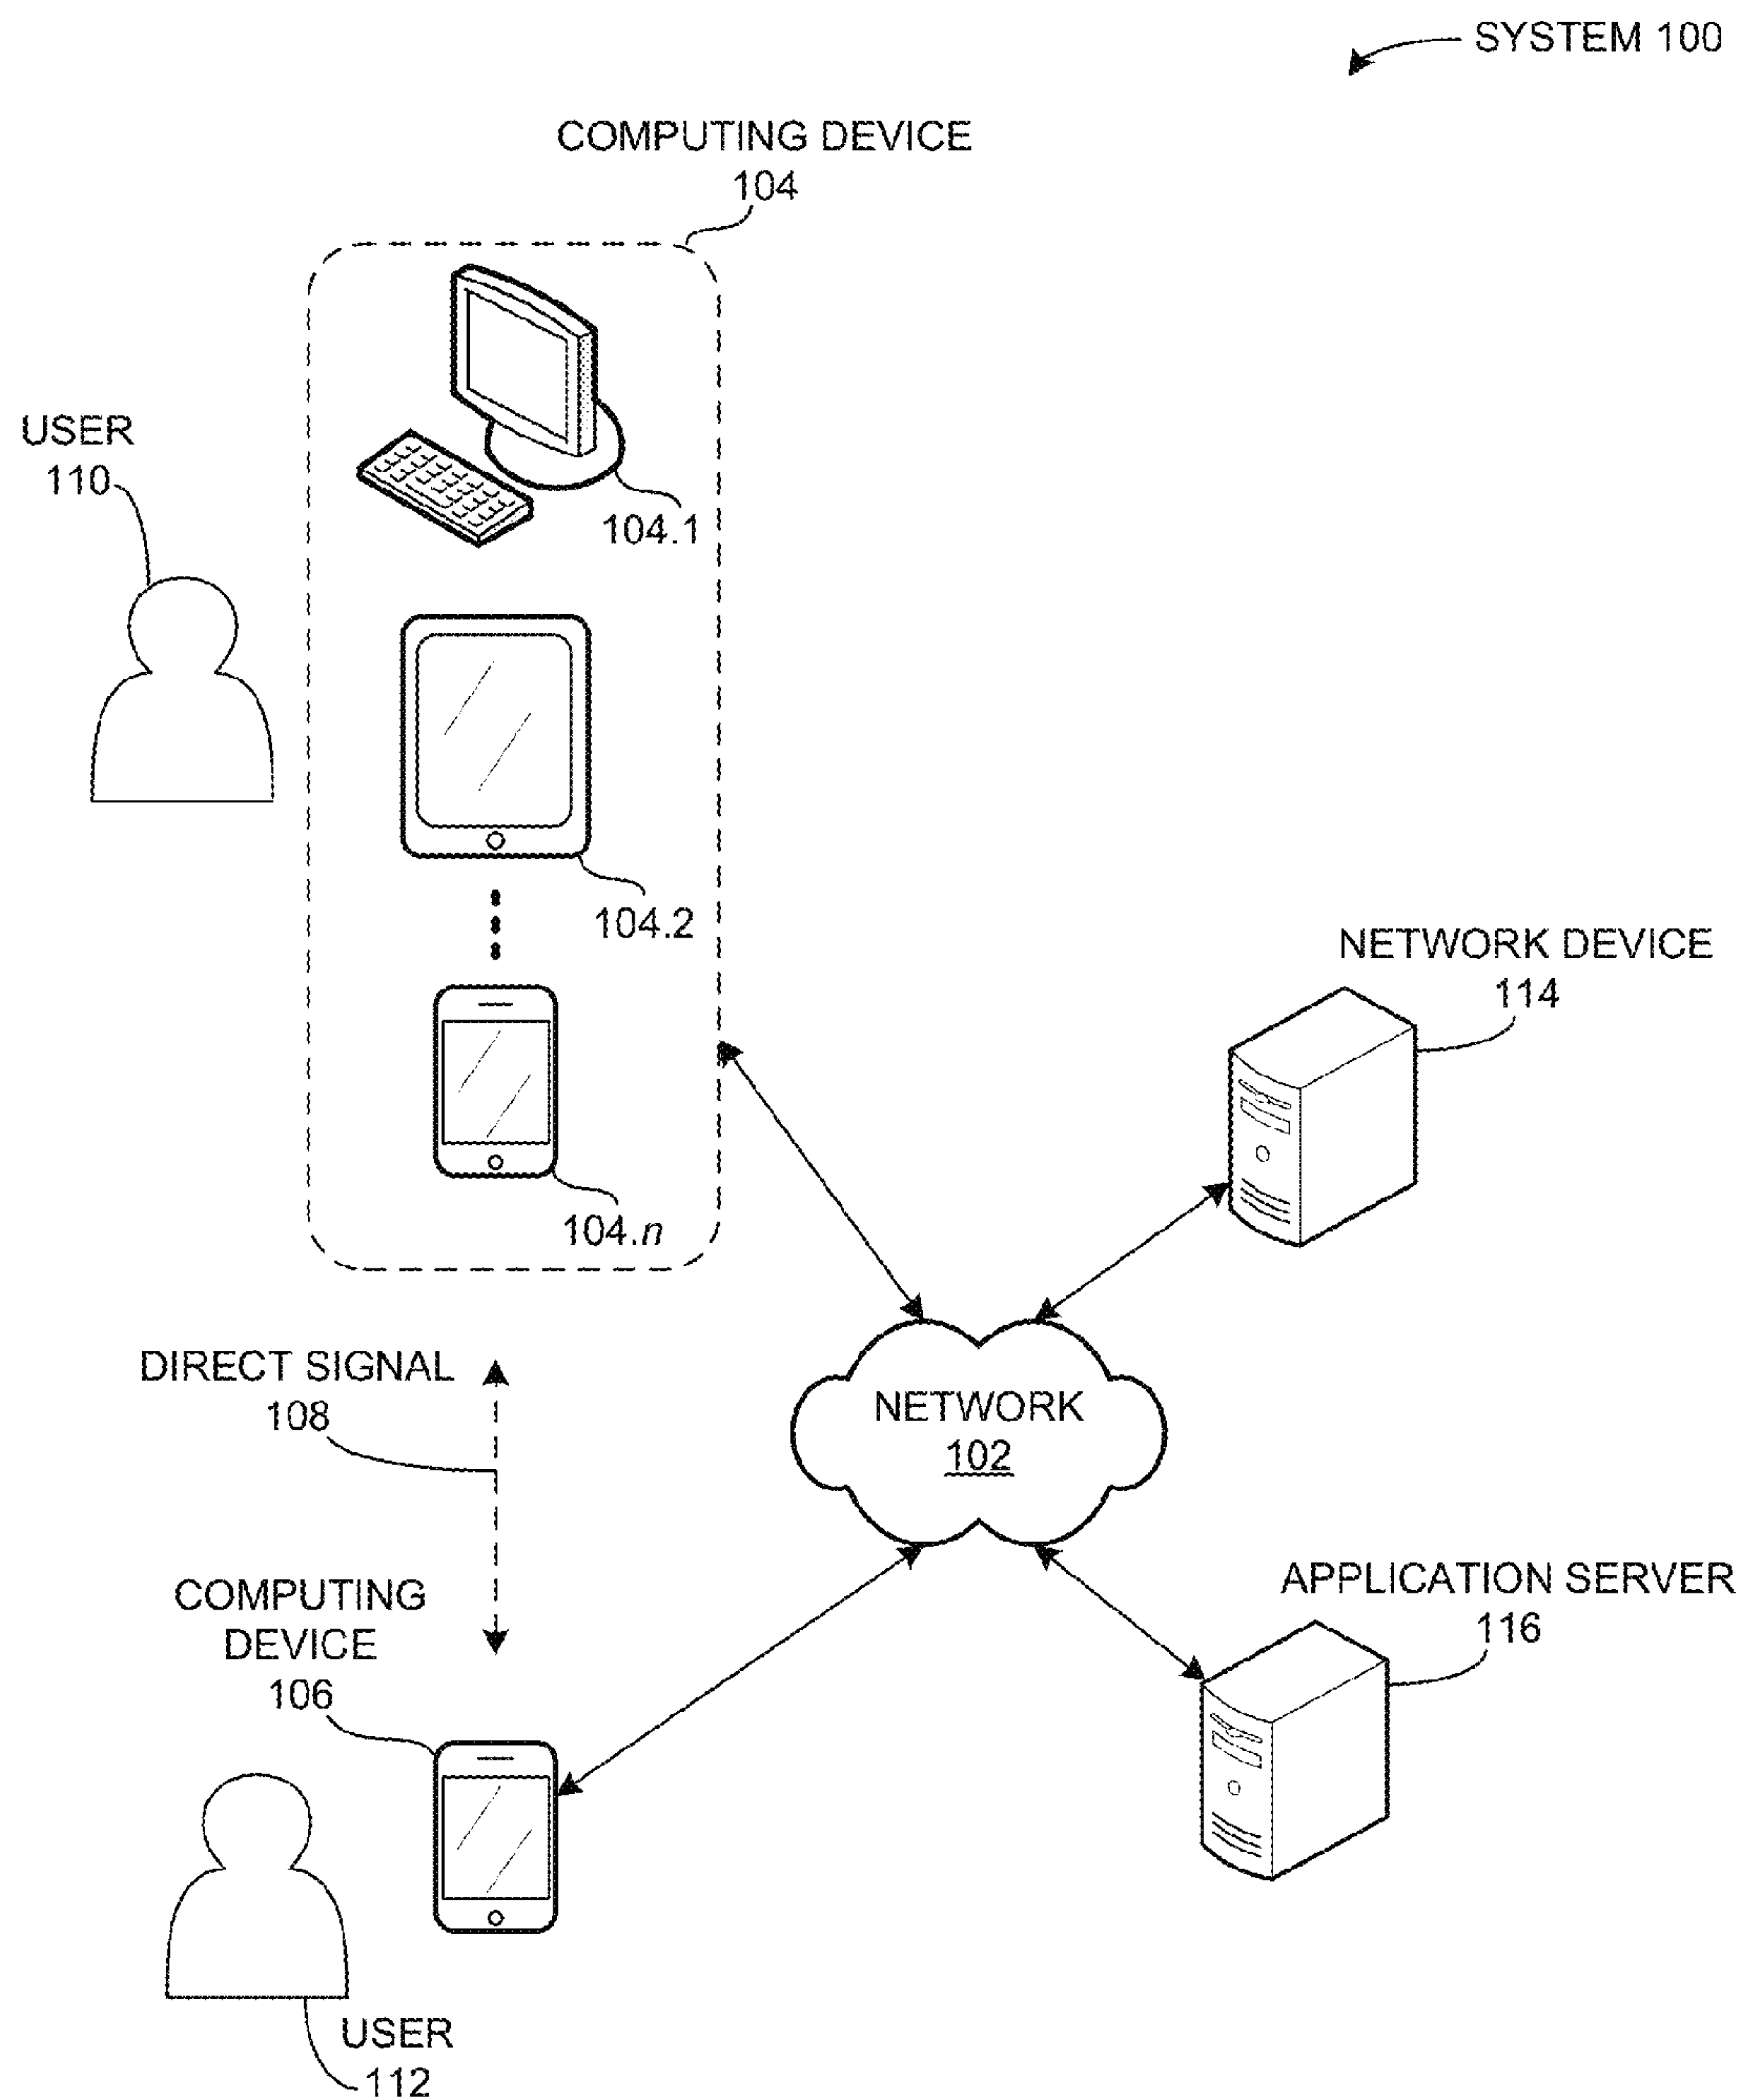 SYSTEM 100
COMPUTING DEVICE
104
USER
110
104.1
104.2
104.n
NETWORK DEVICE
114
DIRECT SIGNAL
108
NETWORK
102
COMPUTING
DEVICE
106
APPLICATION SERVER
116
USER
112